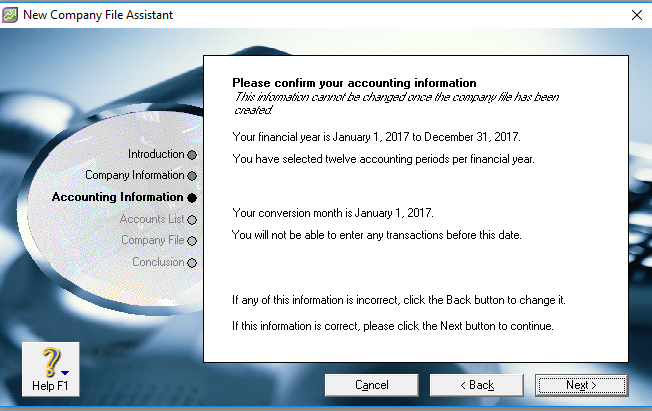 New Company File Assistant
Introduction
Company Information
Accounting Information
Accounts List
Company File
Conclusion
Help F1
Please confirm your accounting information
This information cannot be changed once the company file has been
created.
Your financial year is January 1, 2017 to December 31, 2017.
You have selected twelve accounting periods per financial year.
Your conversion month is January 1, 2017.
You will not be able to enter any transactions before this date.
If any of this information is incorrect, click the Back button to change it.
If this information is correct, please click the Next button to continue.
Cancel
< Back
Next >